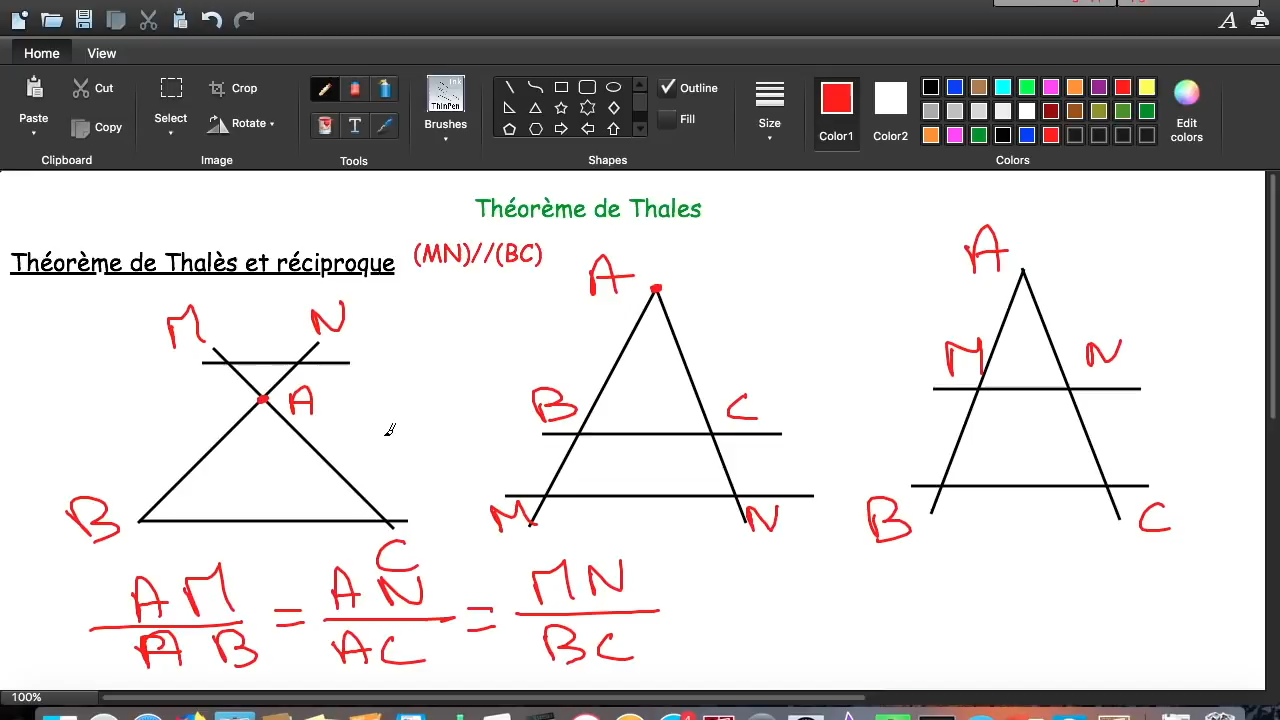 A
Home
View
Paste
Cut
Copy
Clipboard
Select
Crop
Rotate
Image
T
Tools
Ink
ThinPen
Brushes
Outline
Fill
Shapes
Size
Color1
Color2
Colors
Edit
colors
Théorème de Thales
Théorème de Thalès et réciproque
(MN)//(BC)
M N
A
B C
A
B C
M N
A
M N
B C
AM/AB = AN/AC = MN/BC
100%